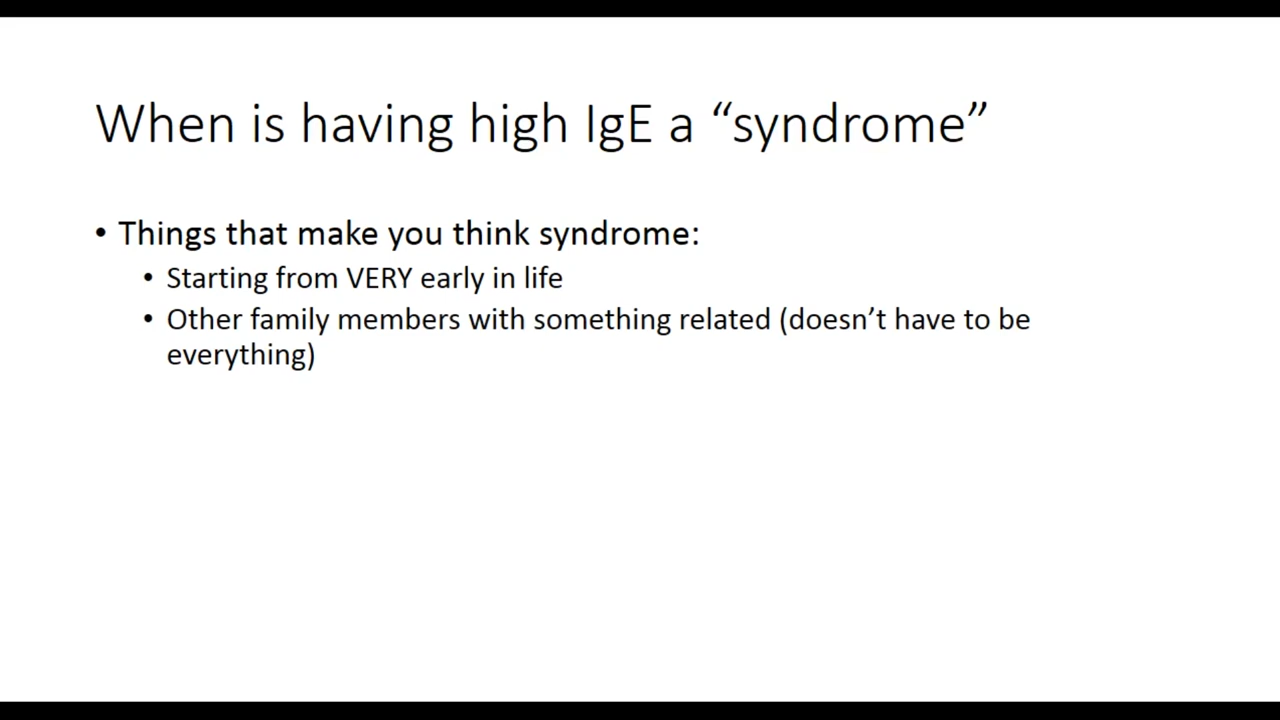 When is having high IgE a “syndrome”
• Things that make you think syndrome:
• Starting from VERY early in life
• Other family members with something related (doesn’t have to be
everything)